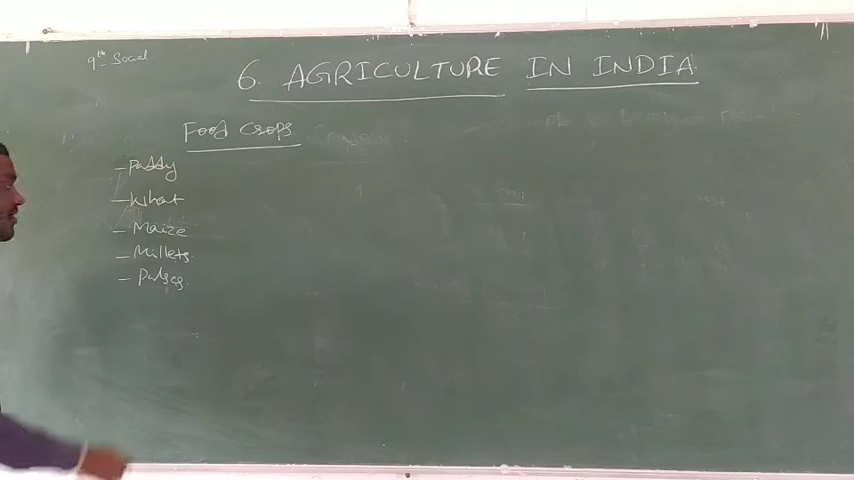 9th Social
6. AGRICULTURE IN INDIA
Food Crops
- Paddy
- Wheat
- Maize
- Millets.
- Pulses.